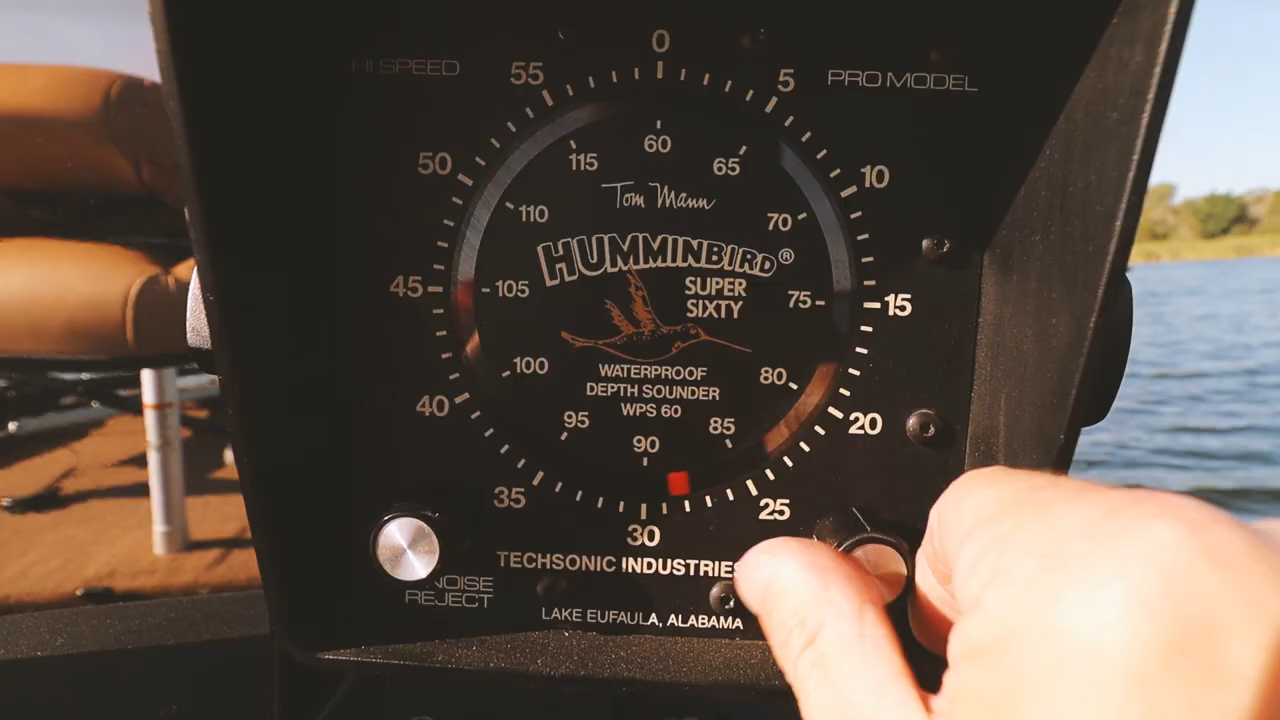 HI SPEED
PRO MODEL
0
5
10
15
20
25
30
35
40
45
50
55
60
65
70
75
80
85
90
95
100
105
110
115
Tom Mann
HUMMINBIRD®
SUPER
SIXTY
WATERPROOF
DEPTH SOUNDER
WPS 60
TECHSONIC INDUSTRIES
NOISE
REJECT
LAKE EUFAULA, ALABAMA